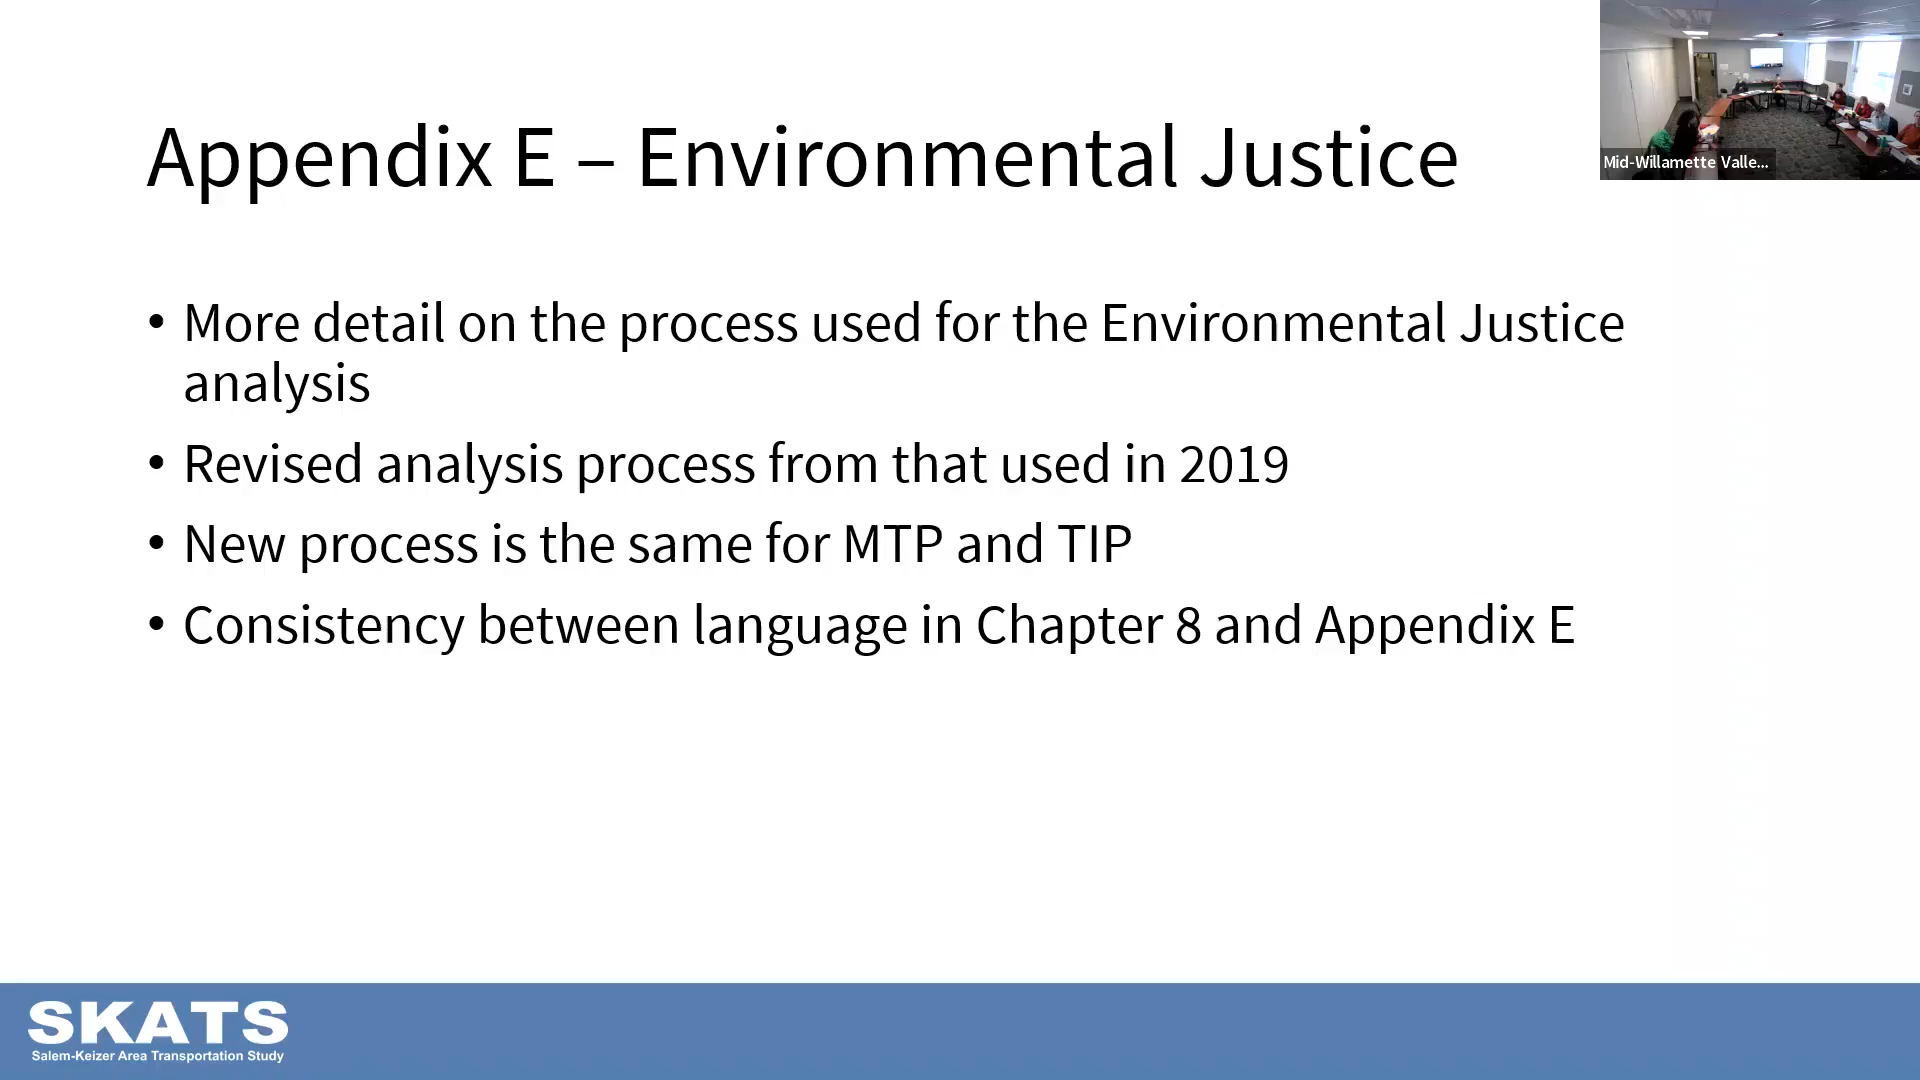 Appendix E – Environmental Justice
Mid-Willamette Valle...
• More detail on the process used for the Environmental Justice
analysis
• Revised analysis process from that used in 2019
• New process is the same for MTP and TIP
• Consistency between language in Chapter 8 and Appendix E
SKATS
Salem-Keizer Area Transportation Study